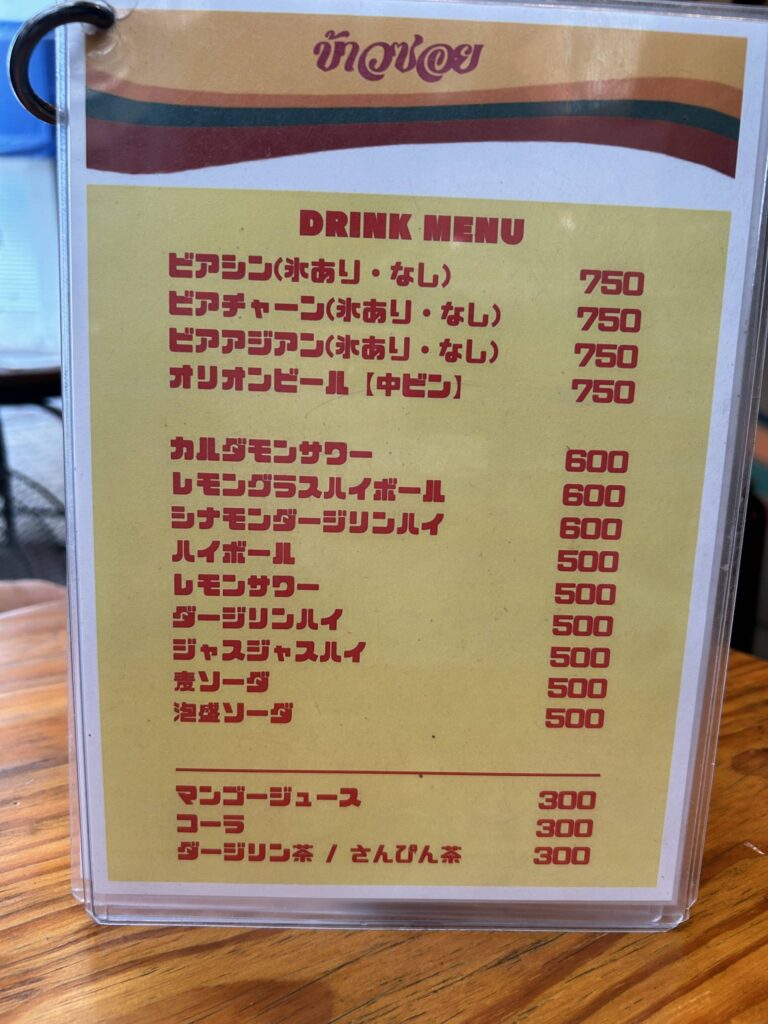 ข้าวซอย
DRINK MENU
ビアシン(氷あり・なし) 750
ビアチャーン(氷あり・なし) 750
ビアアジアン(氷あり・なし) 750
オリオンビール【中ビン】 750
カルダモンサワー 600
レモングラスハイボール 600
シナモンダージリンハイ 600
ハイボール 500
レモンサワー 500
ダージリンハイ 500
ジャスジャスハイ 500
麦ソーダ 500
泡盛ソーダ 500
マンゴージュース 300
コーラ 300
ダージリン茶 / さんぴん茶 300